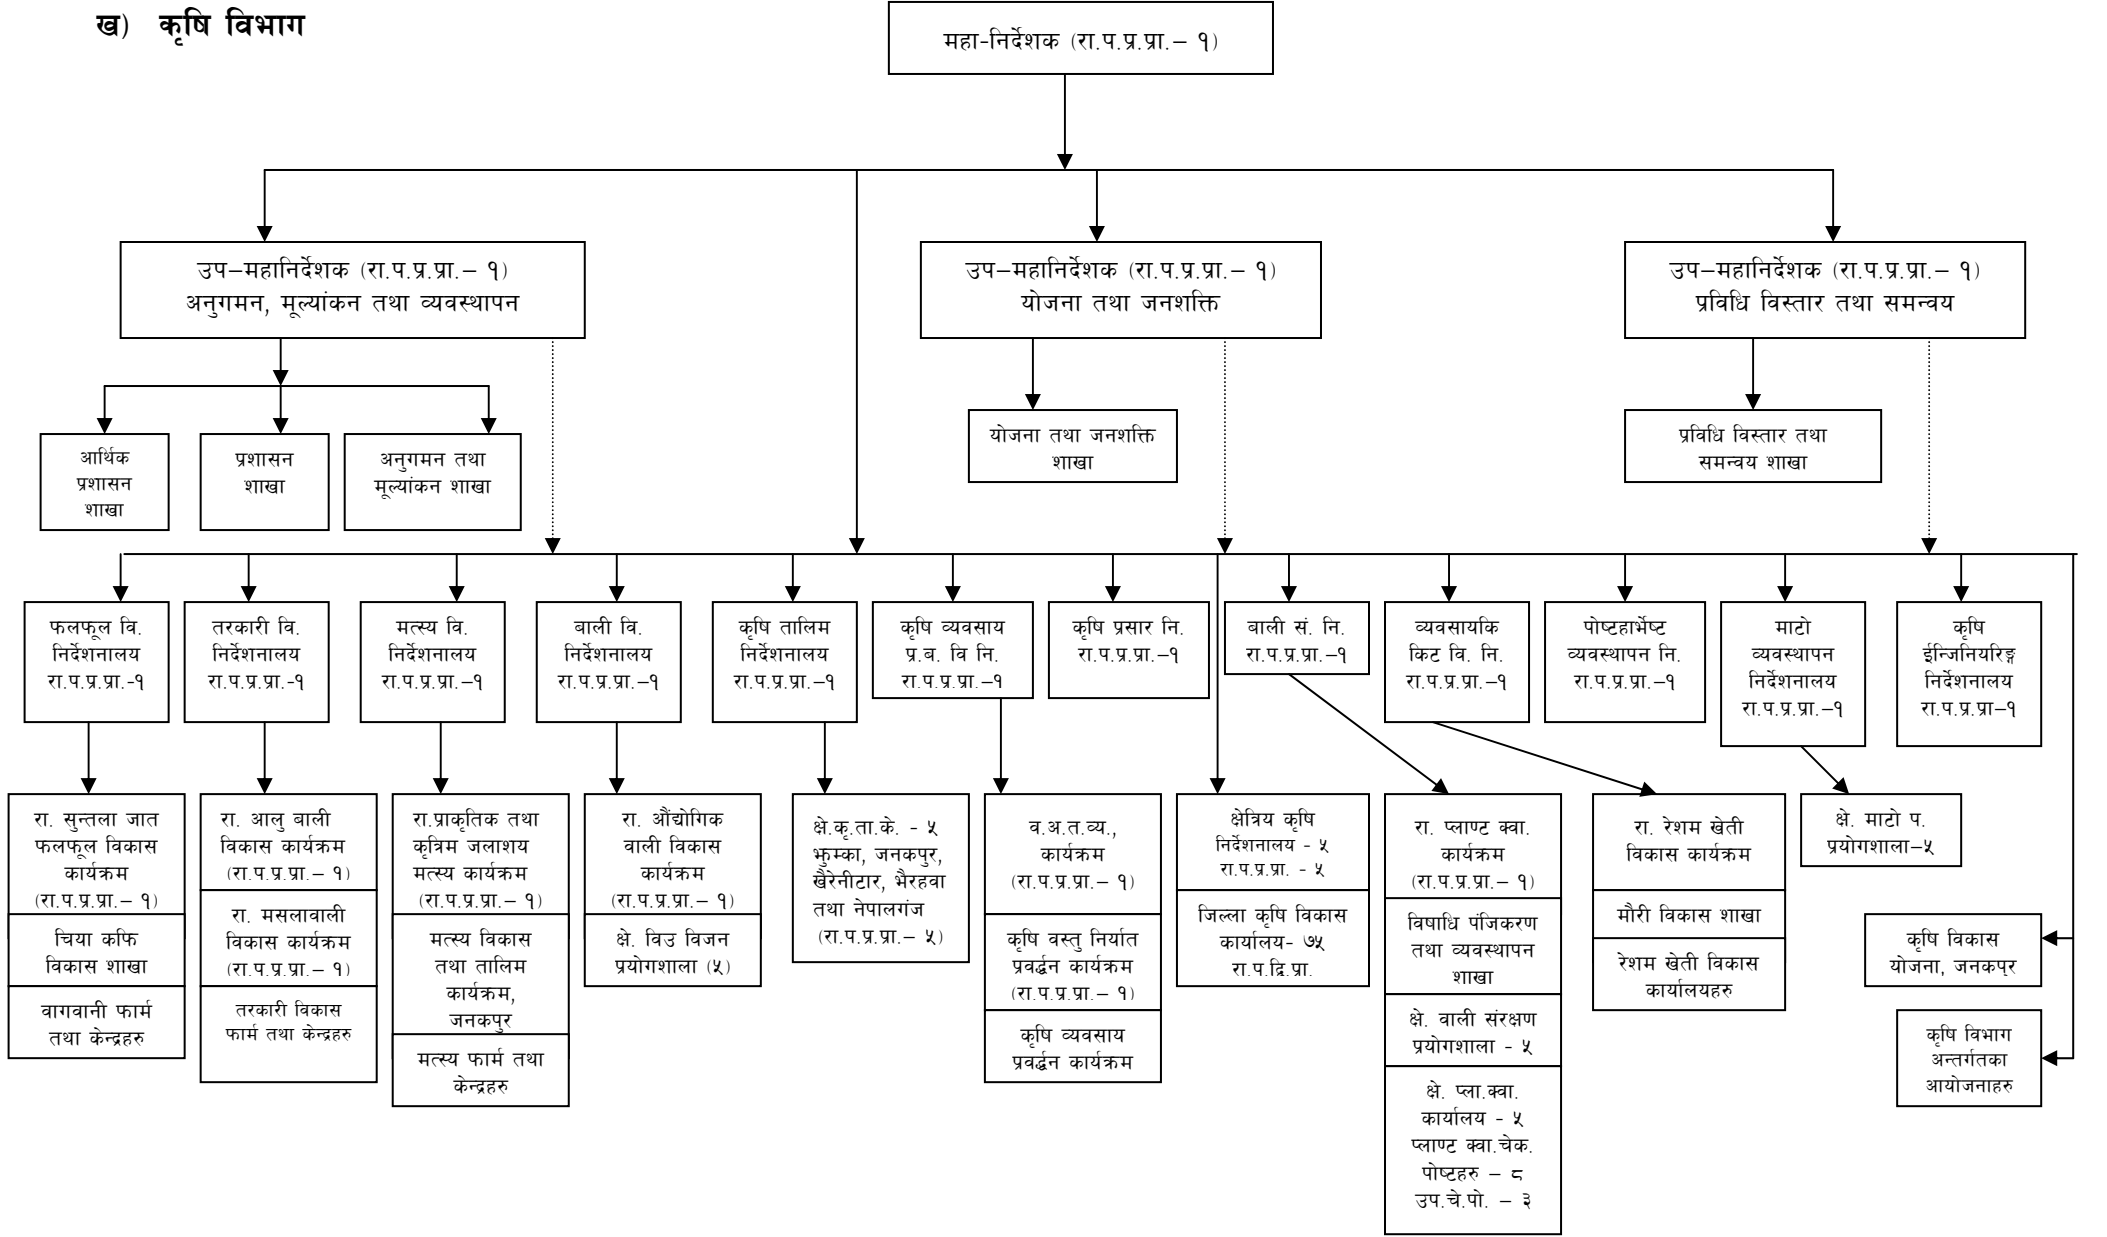 ख) कृषि विभाग
महा-निर्देशक (रा.प.प्र.प्रा.– १)
उप–महानिर्देशक (रा.प.प्र.प्रा.– १)
अनुगमन, मूल्यांकन तथा व्यवस्थापन
उप–महानिर्देशक (रा.प.प्र.प्रा.– १)
योजना तथा जनशक्ति
उप–महानिर्देशक (रा.प.प्र.प्रा.– १)
प्रविधि विस्तार तथा समन्वय
आर्थिक
प्रशासन
शाखा
प्रशासन
शाखा
अनुगमन तथा
मूल्यांकन शाखा
योजना तथा जनशक्ति
शाखा
प्रविधि विस्तार तथा
समन्वय शाखा
फलफूल वि.
निर्देशनालय
रा.प.प्र.प्रा.-१
तरकारी वि.
निर्देशनालय
रा.प.प्र.प्रा.-१
मत्स्य वि.
निर्देशनालय
रा.प.प्र.प्रा.–१
बाली वि.
निर्देशनालय
रा.प.प्र.प्रा.–१
कृषि तालिम
निर्देशनालय
रा.प.प्र.प्रा.–१
कृषि व्यवसाय
प्र.ब. वि नि.
रा.प.प्र.प्रा.–१
कृषि प्रसार नि.
रा.प.प्र.प्रा.–१
बाली सं. नि.
रा.प.प्र.प्रा.–१
व्यवसायकि
किट वि. नि.
रा.प.प्र.प्रा.–१
पोष्टहार्भेष्ट
व्यवस्थापन नि.
रा.प.प्र.प्रा.–१
माटो
व्यवस्थापन
निर्देशनालय
रा.प.प्र.प्रा.–१
कृषि
ईन्जिनियरिङ्ग
निर्देशनालय
रा.प.प्र.प्रा–१
रा. सुन्तला जात
फलफूल विकास
कार्यक्रम
(रा.प.प्र.प्रा.– १)
चिया कफि
विकास शाखा
वागवानी फार्म
तथा केन्द्रहरु
रा. आलु बाली
विकास कार्यक्रम
(रा.प.प्र.प्रा.– १)
रा. मसलावाली
विकास कार्यक्रम
(रा.प.प्र.प्रा.– १)
तरकारी विकास
फार्म तथा केन्द्रहरु
रा.प्राकृतिक तथा
कृत्रिम जलाशय
मत्स्य कार्यक्रम
(रा.प.प्र.प्रा.– १)
मत्स्य विकास
तथा तालिम
कार्यक्रम,
जनकपुर
मत्स्य फार्म तथा
केन्द्रहरु
रा. औंद्योगिक
वाली विकास
कार्यक्रम
(रा.प.प्र.प्रा.– १)
क्षे. विउ विजन
प्रयोगशाला (५)
क्षे.कृ.ता.के. - ५
झुम्का, जनकपुर,
खैरेनीटार, भैरहवा
तथा नेपालगंज
(रा.प.प्र.प्रा.– ५)
व.अ.त.व्य.,
कार्यक्रम
(रा.प.प्र.प्रा.– १)
कृषि वस्तु निर्यात
प्रवर्द्धन कार्यक्रम
(रा.प.प्र.प्रा.– १)
कृषि व्यवसाय
प्रवर्द्धन कार्यक्रम
क्षेत्रिय कृषि
निर्देशनालय - ५
रा.प.प्र.प्रा. - ५
जिल्ला कृषि विकास
कार्यालय- ७५
रा.प.द्वि.प्रा.
रा. प्लाण्ट क्वा.
कार्यक्रम
(रा.प.प्र.प्रा.– १)
विषाधि पंजिकरण
तथा व्यवस्थापन
शाखा
क्षे. वाली संरक्षण
प्रयोगशाला - ५
क्षे. प्ला.क्वा.
कार्यालय - ५
प्लाण्ट क्वा.चेक.
पोष्टहरु – ८
उप.चे.पो. – ३
रा. रेशम खेती
विकास कार्यक्रम
मौरी विकास शाखा
रेशम खेती विकास
कार्यालयहरु
क्षे. माटो प.
प्रयोगशाला–५
कृषि विकास
योजना, जनकपुर
कृषि विभाग
अन्तर्गतका
आयोजनाहरु